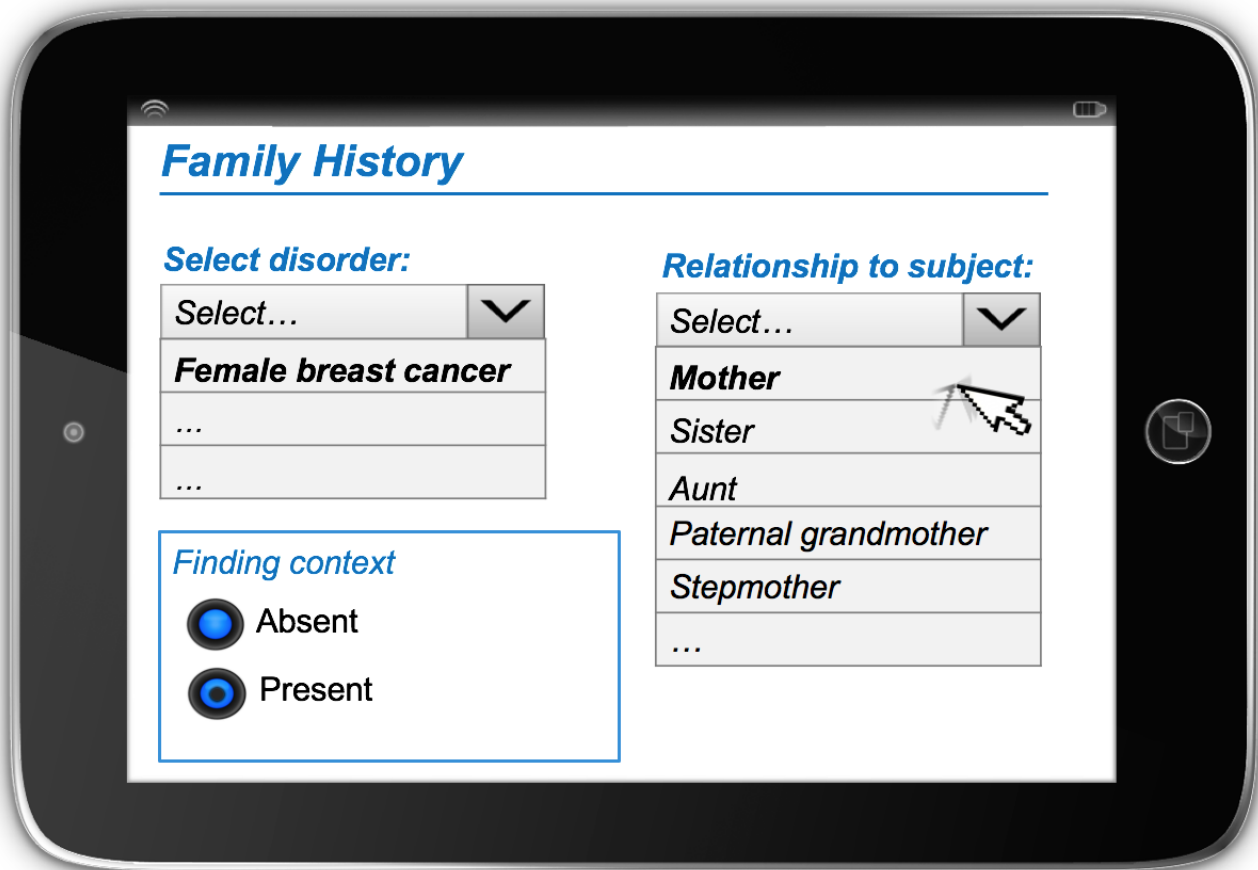 Family History
Select disorder:
Select…
Female breast cancer
...
...
Finding context
Absent
Present
Relationship to subject:
Select…
Mother
Sister
Aunt
Paternal grandmother
Stepmother
…